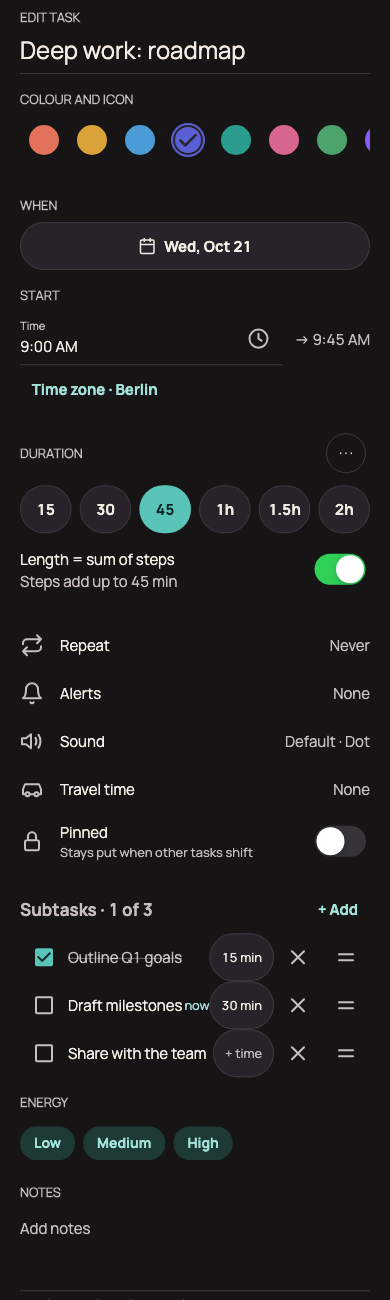 EDIT TASK
Deep work: roadmap
COLOUR AND ICON
WHEN
Wed, Oct 21
START
Time
9:00 AM
→ 9:45 AM
Time zone · Berlin
DURATION
···
15 30 45 1h 1.5h 2h
Length = sum of steps
Steps add up to 45 min
Repeat Never
Alerts None
Sound Default · Dot
Travel time None
Pinned
Stays put when other tasks shift
Subtasks · 1 of 3 + Add
Outline Q1 goals 15 min
Draft milestones now 30 min
Share with the team + time
ENERGY
Low Medium High
NOTES
Add notes